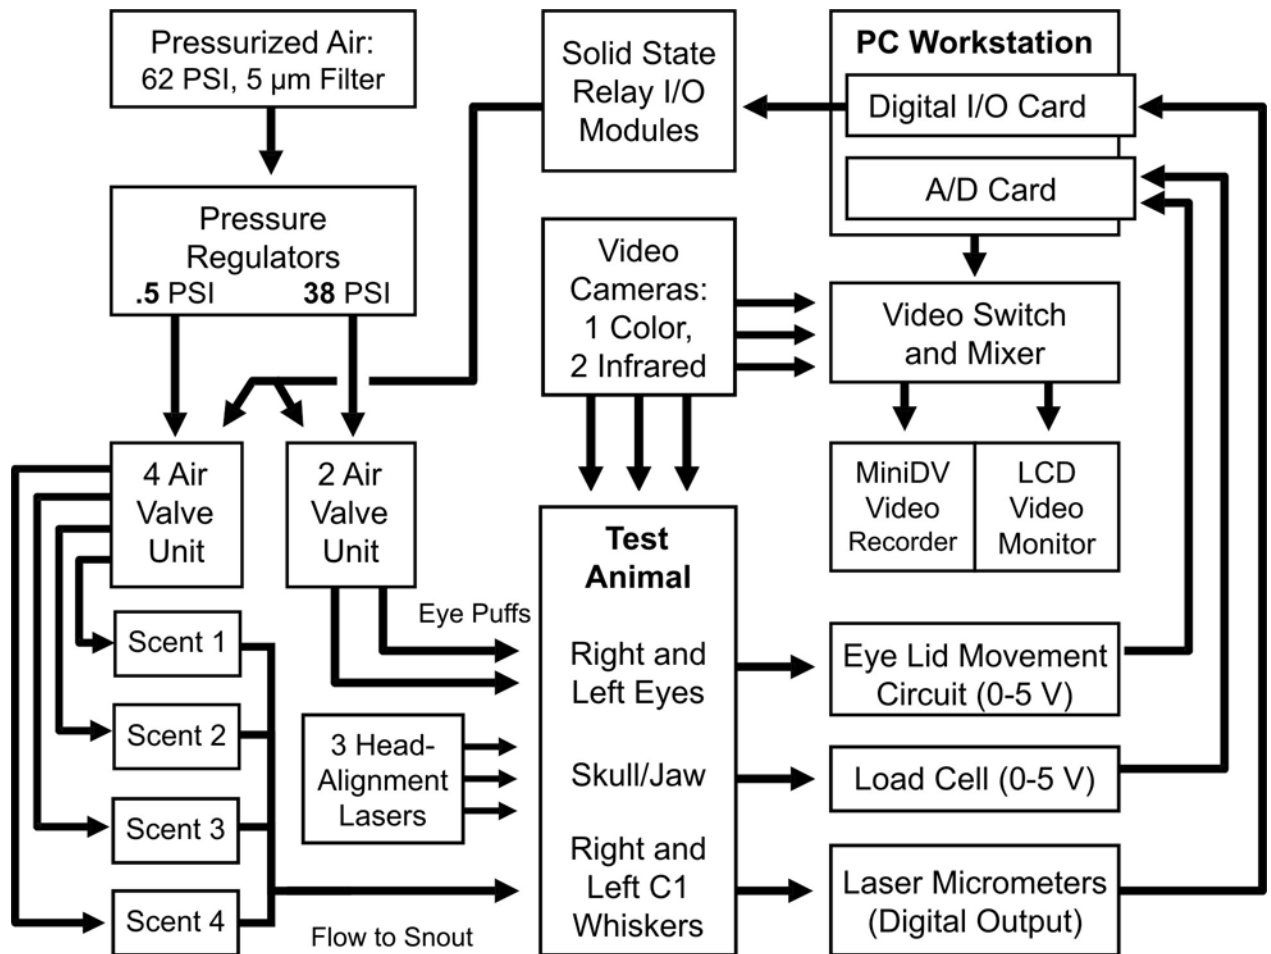 Pressurized Air:
62 PSI, 5 µm Filter
Solid State
Relay I/O
Modules
PC Workstation
Digital I/O Card
A/D Card
Pressure
Regulators
.5 PSI 38 PSI
Video
Cameras:
1 Color,
2 Infrared
Video Switch
and Mixer
4 Air
Valve
Unit
2 Air
Valve
Unit
MiniDV
Video
Recorder
LCD
Video
Monitor
Test
Animal
Eye Puffs
Scent 1
Scent 2
Scent 3
Scent 4
3 Head-
Alignment
Lasers
Flow to Snout
Right and
Left Eyes
Skull/Jaw
Right and
Left C1
Whiskers
Eye Lid Movement
Circuit (0-5 V)
Load Cell (0-5 V)
Laser Micrometers
(Digital Output)